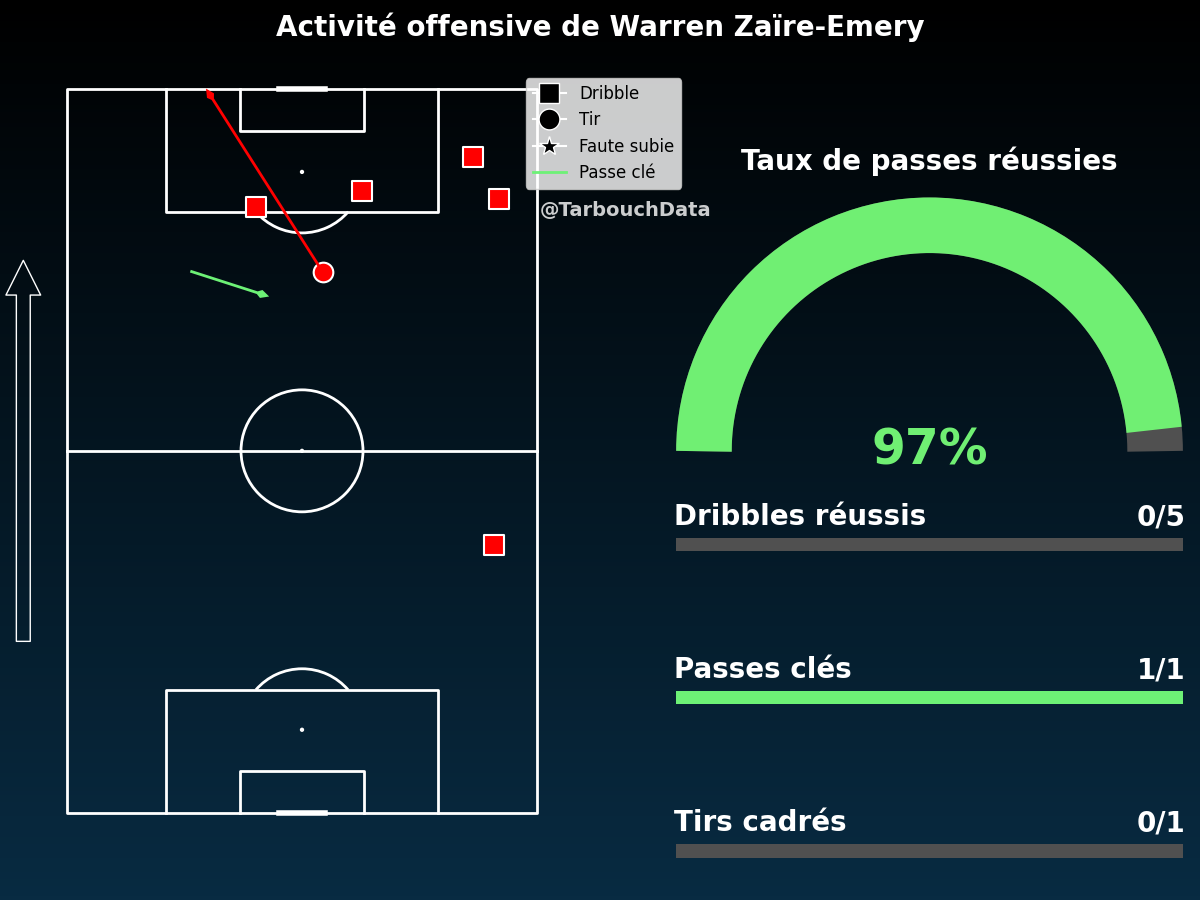 Activité offensive de Warren Zaïre-Emery
Dribble
Tir
Faute subie
Passe clé
@TarbouchData
Taux de passes réussies
97%
Dribbles réussis 0/5
Passes clés 1/1
Tirs cadrés 0/1